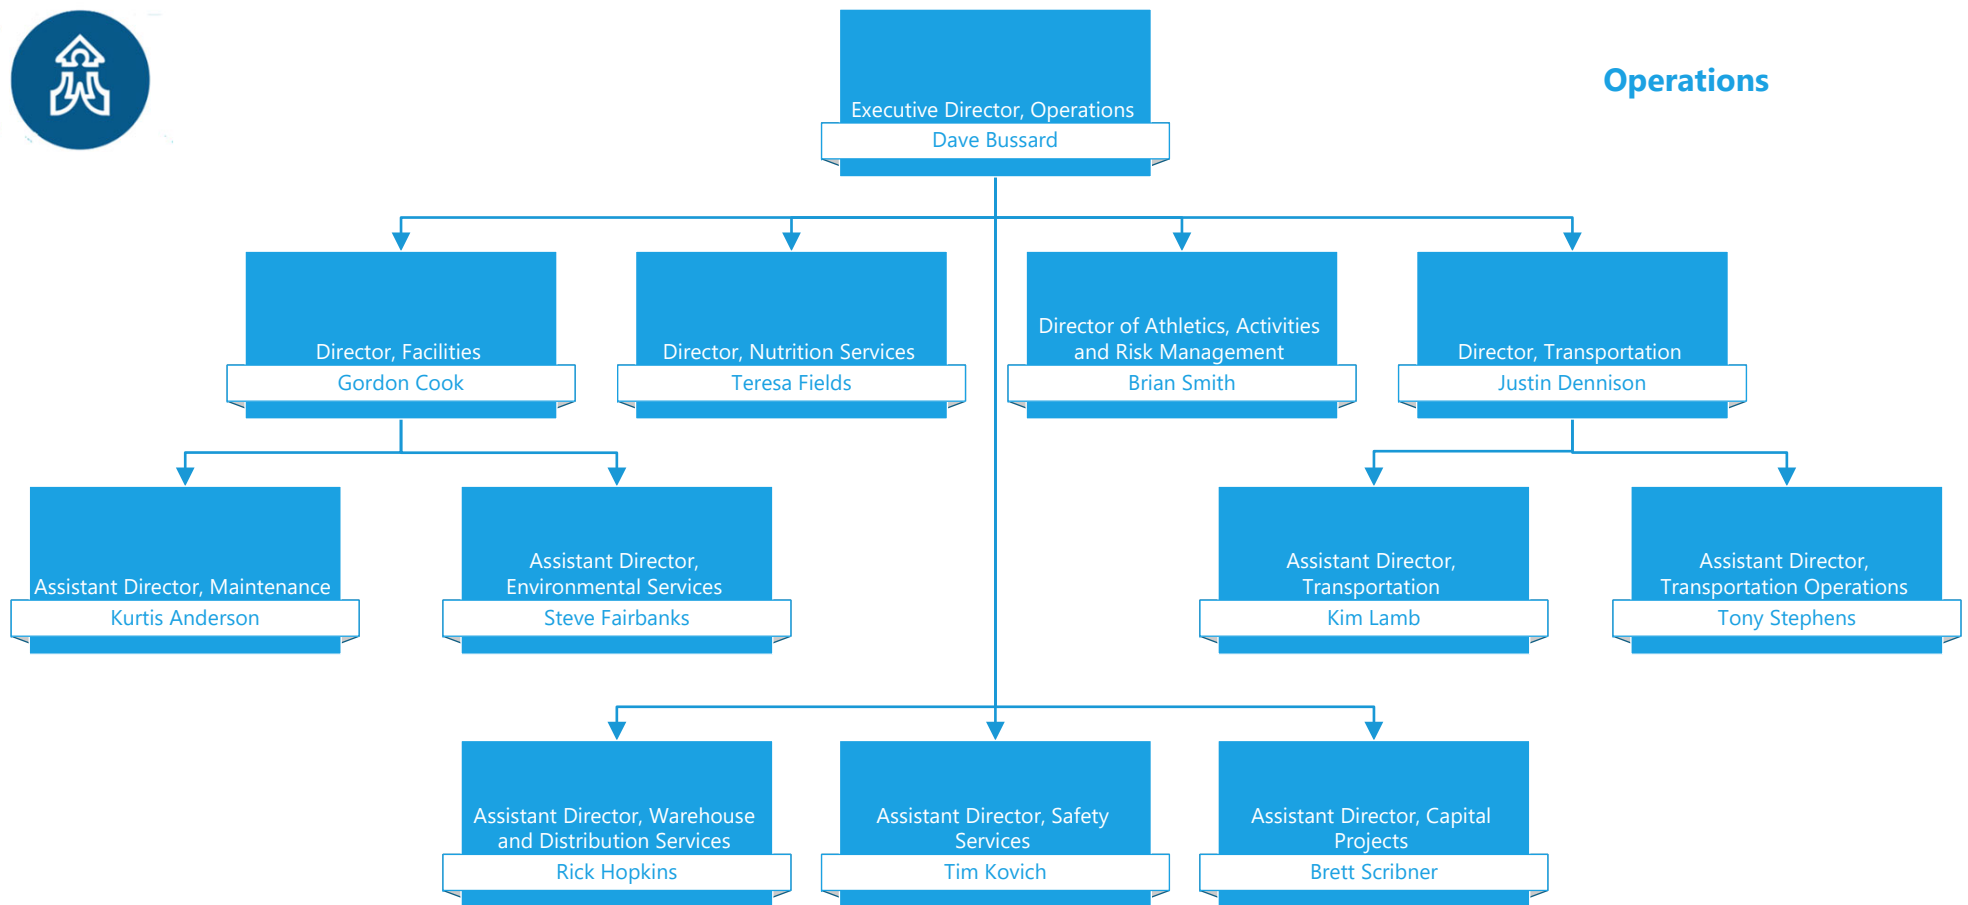 Operations
Executive Director, Operations
Dave Bussard
Director, Facilities
Gordon Cook
Director, Nutrition Services
Teresa Fields
Director of Athletics, Activities
and Risk Management
Brian Smith
Director, Transportation
Justin Dennison
Assistant Director, Maintenance
Kurtis Anderson
Assistant Director,
Environmental Services
Steve Fairbanks
Assistant Director,
Transportation
Kim Lamb
Assistant Director,
Transportation Operations
Tony Stephens
Assistant Director, Warehouse
and Distribution Services
Rick Hopkins
Assistant Director, Safety
Services
Tim Kovich
Assistant Director, Capital
Projects
Brett Scribner